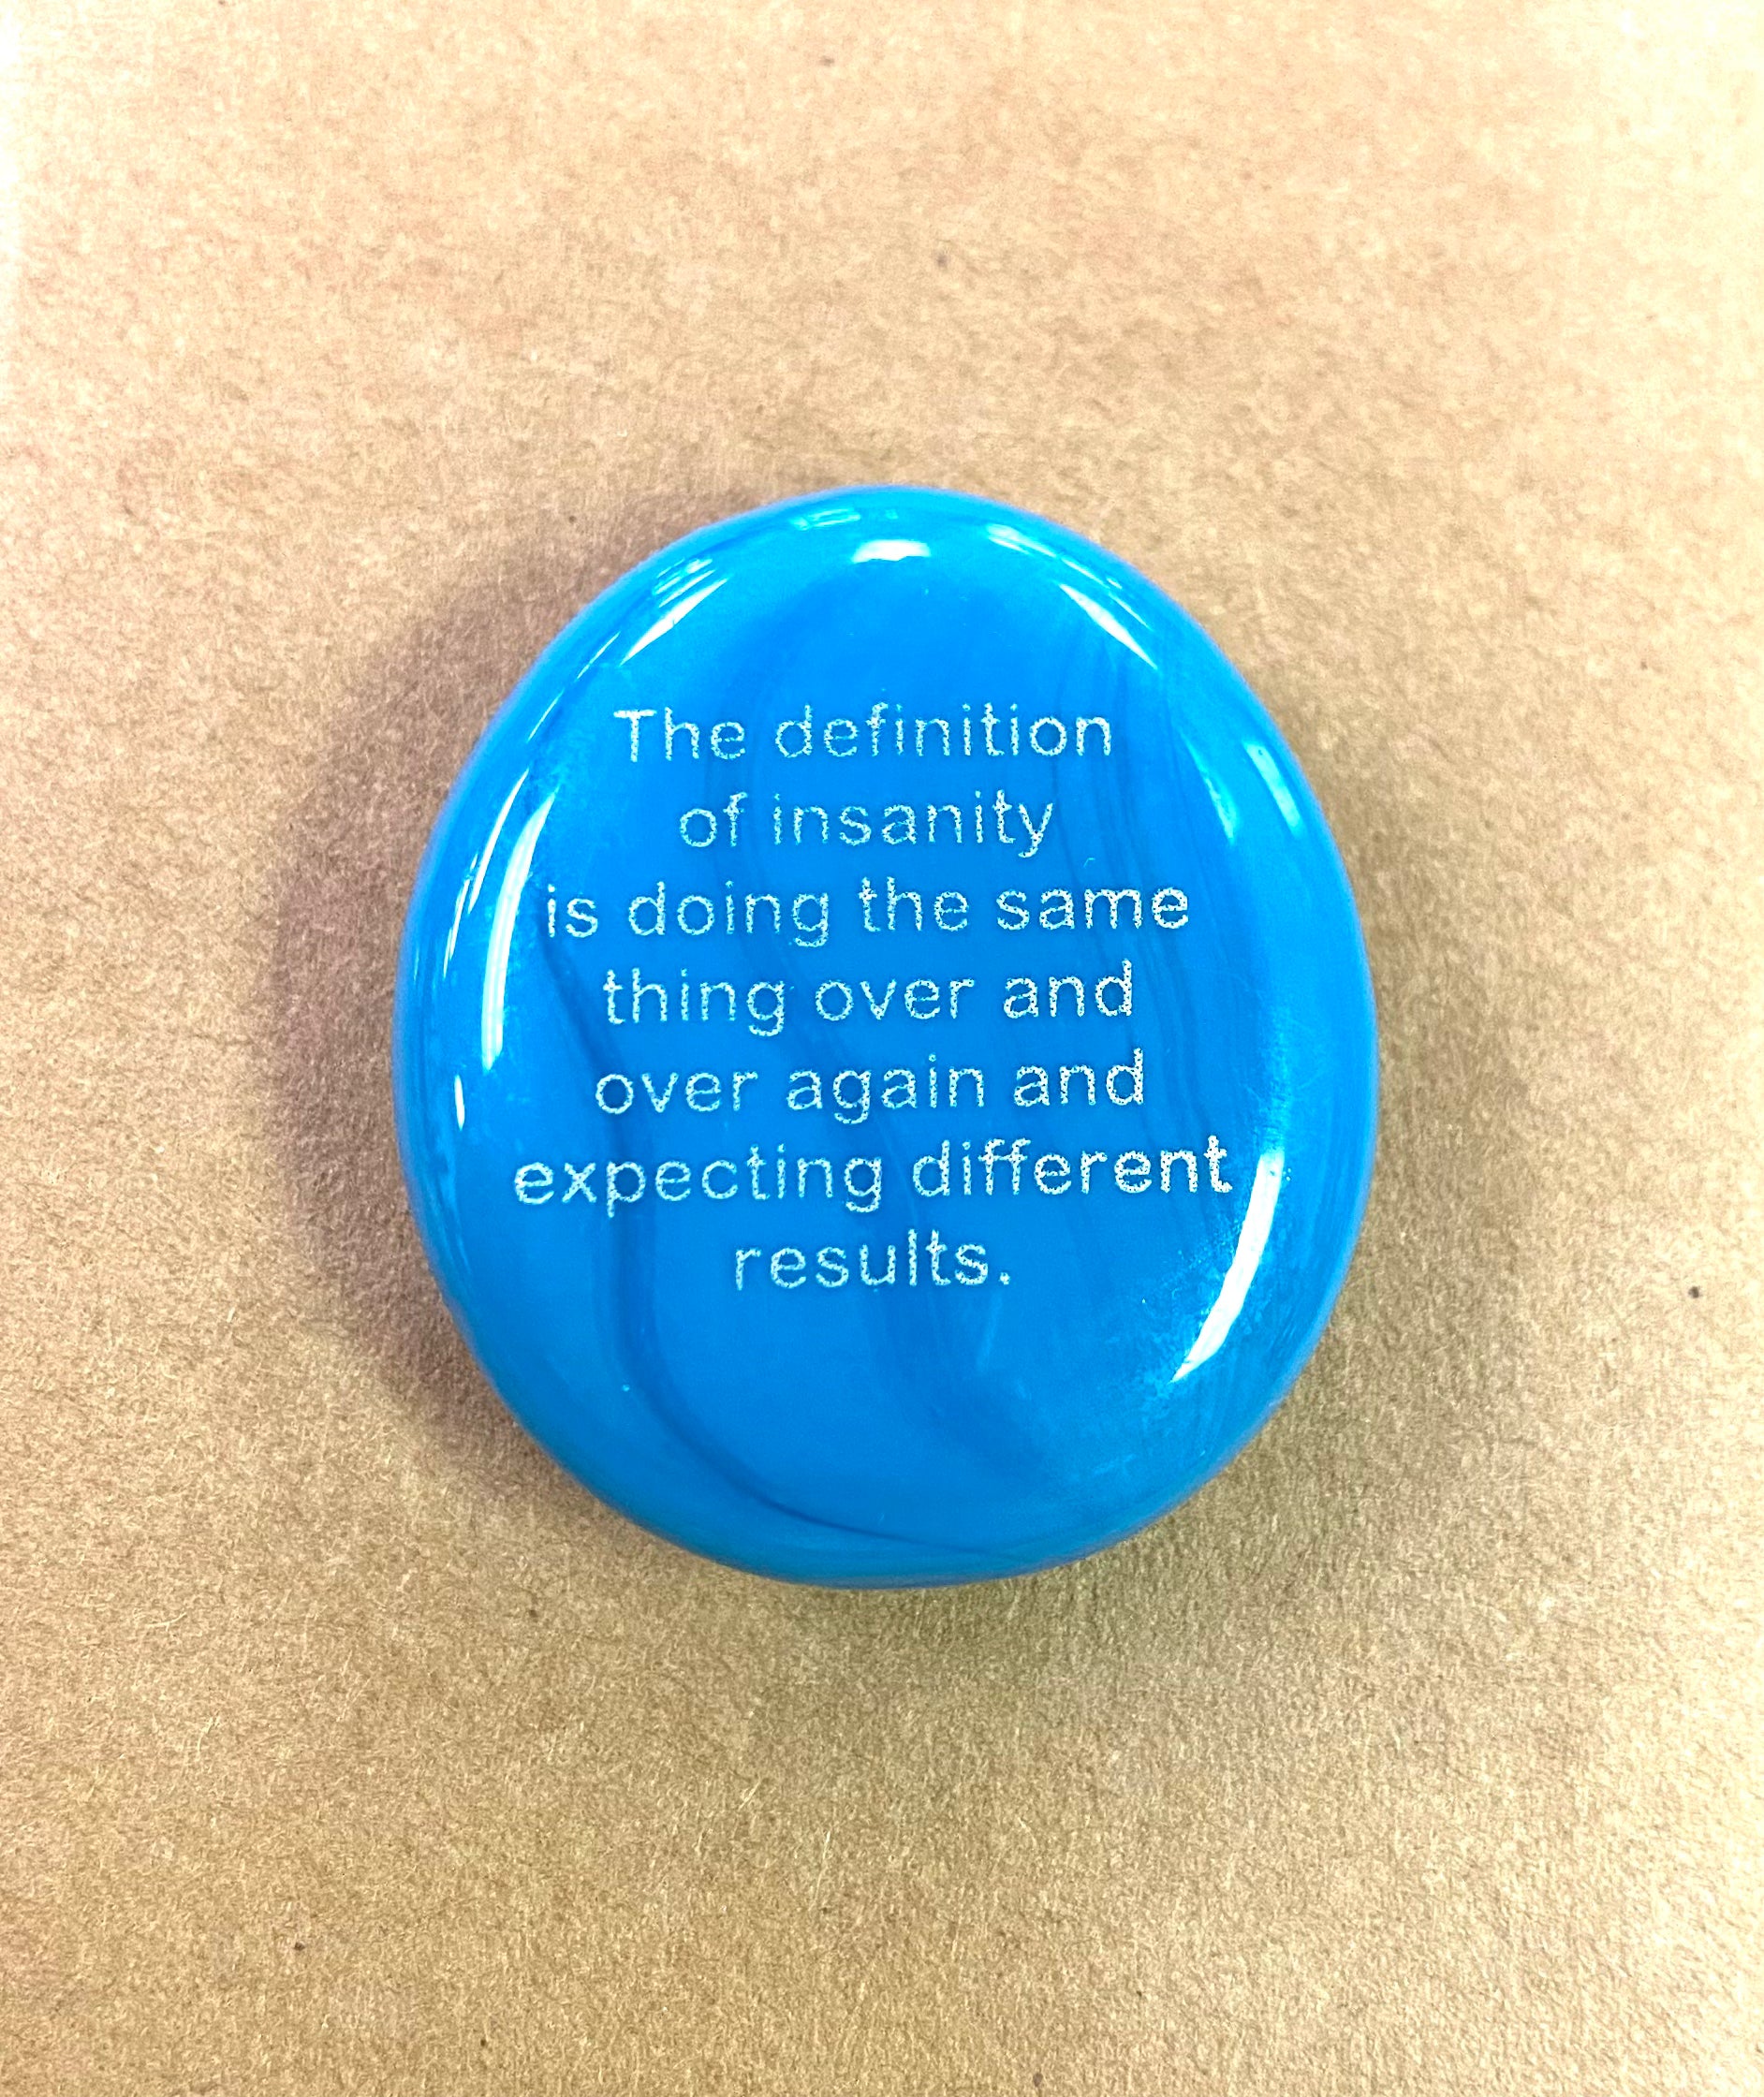 The definition
of insanity
is doing the same
thing over and
over again and
expecting different
results.